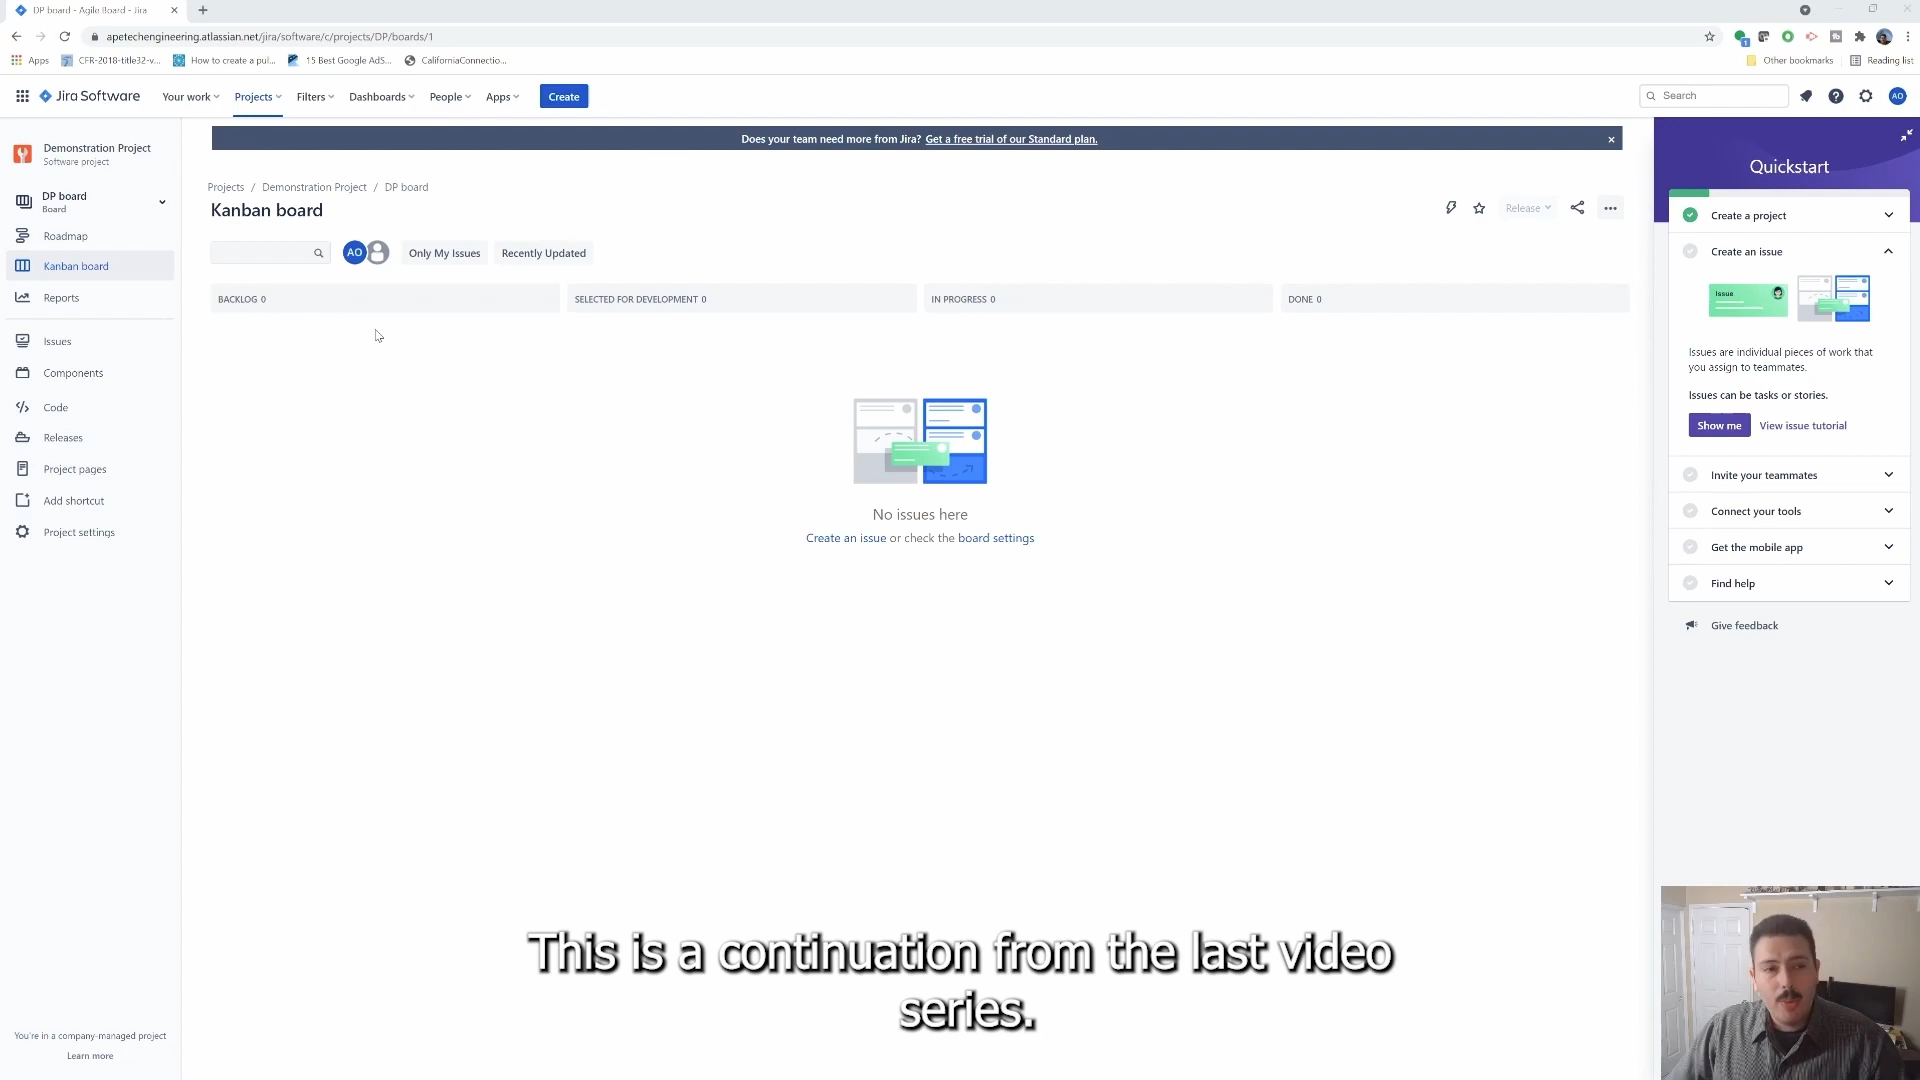 DP board - Agile Board - Jira
apetechengineering.atlassian.net/jira/software/c/projects/DP/boards/1
Apps
CFR-2018-title32-v...
How to create a pul...
15 Best Google AdS...
CaliforniaConnectio...
Other bookmarks
Reading list
Jira Software
Your work
Projects
Filters
Dashboards
People
Apps
Create
Search
AO
Demonstration Project
Software project
DP board
Board
Roadmap
Kanban board
Reports
Issues
Components
Code
Releases
Project pages
Add shortcut
Project settings
You're in a company-managed project
Learn more
Does your team need more from Jira? Get a free trial of our Standard plan.
Projects / Demonstration Project / DP board
Kanban board
Release
AO
Only My Issues
Recently Updated
BACKLOG 0
SELECTED FOR DEVELOPMENT 0
IN PROGRESS 0
DONE 0
No issues here
Create an issue or check the board settings
Quickstart
Create a project
Create an issue
Issue
Issues are individual pieces of work that
you assign to teammates.
Issues can be tasks or stories.
Show me
View issue tutorial
Invite your teammates
Connect your tools
Get the mobile app
Find help
Give feedback
This is a continuation from the last video
series.